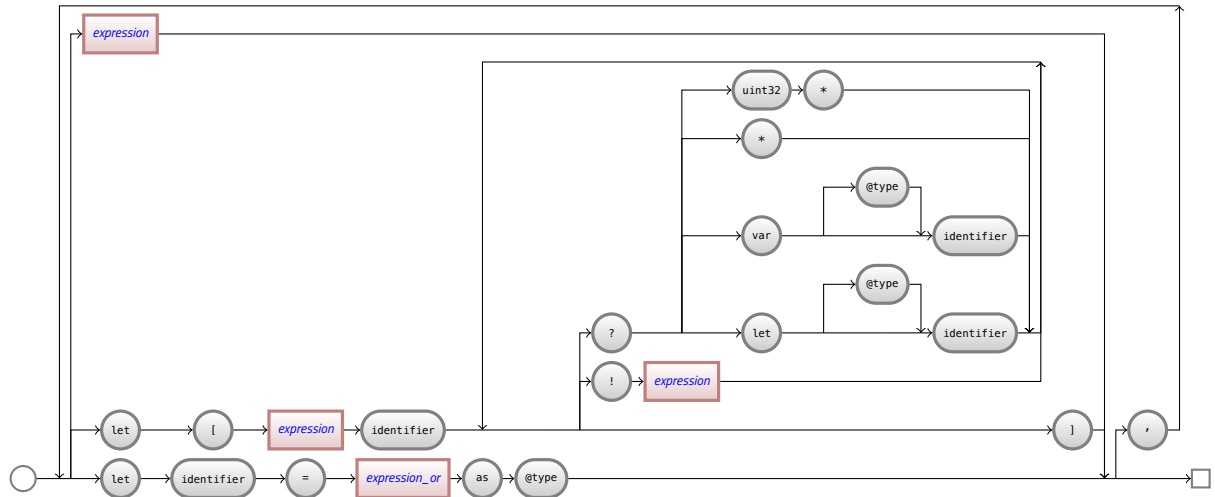 expression
uint32 *
*
@type
var identifier
@type
? let identifier
! expression
let [ expression identifier ] ,
let identifier = expression_or as @type